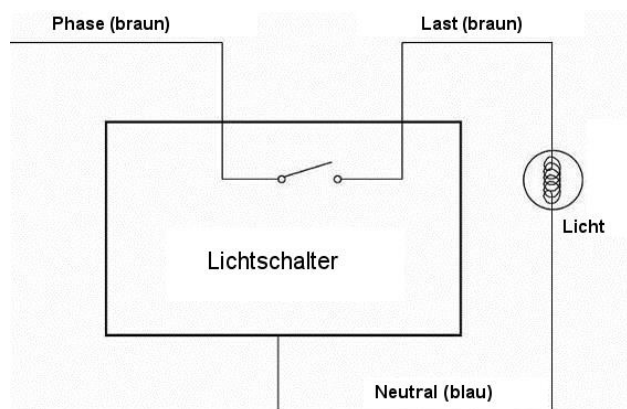 Phase (braun)
Last (braun)
Licht
Lichtschalter
Neutral (blau)